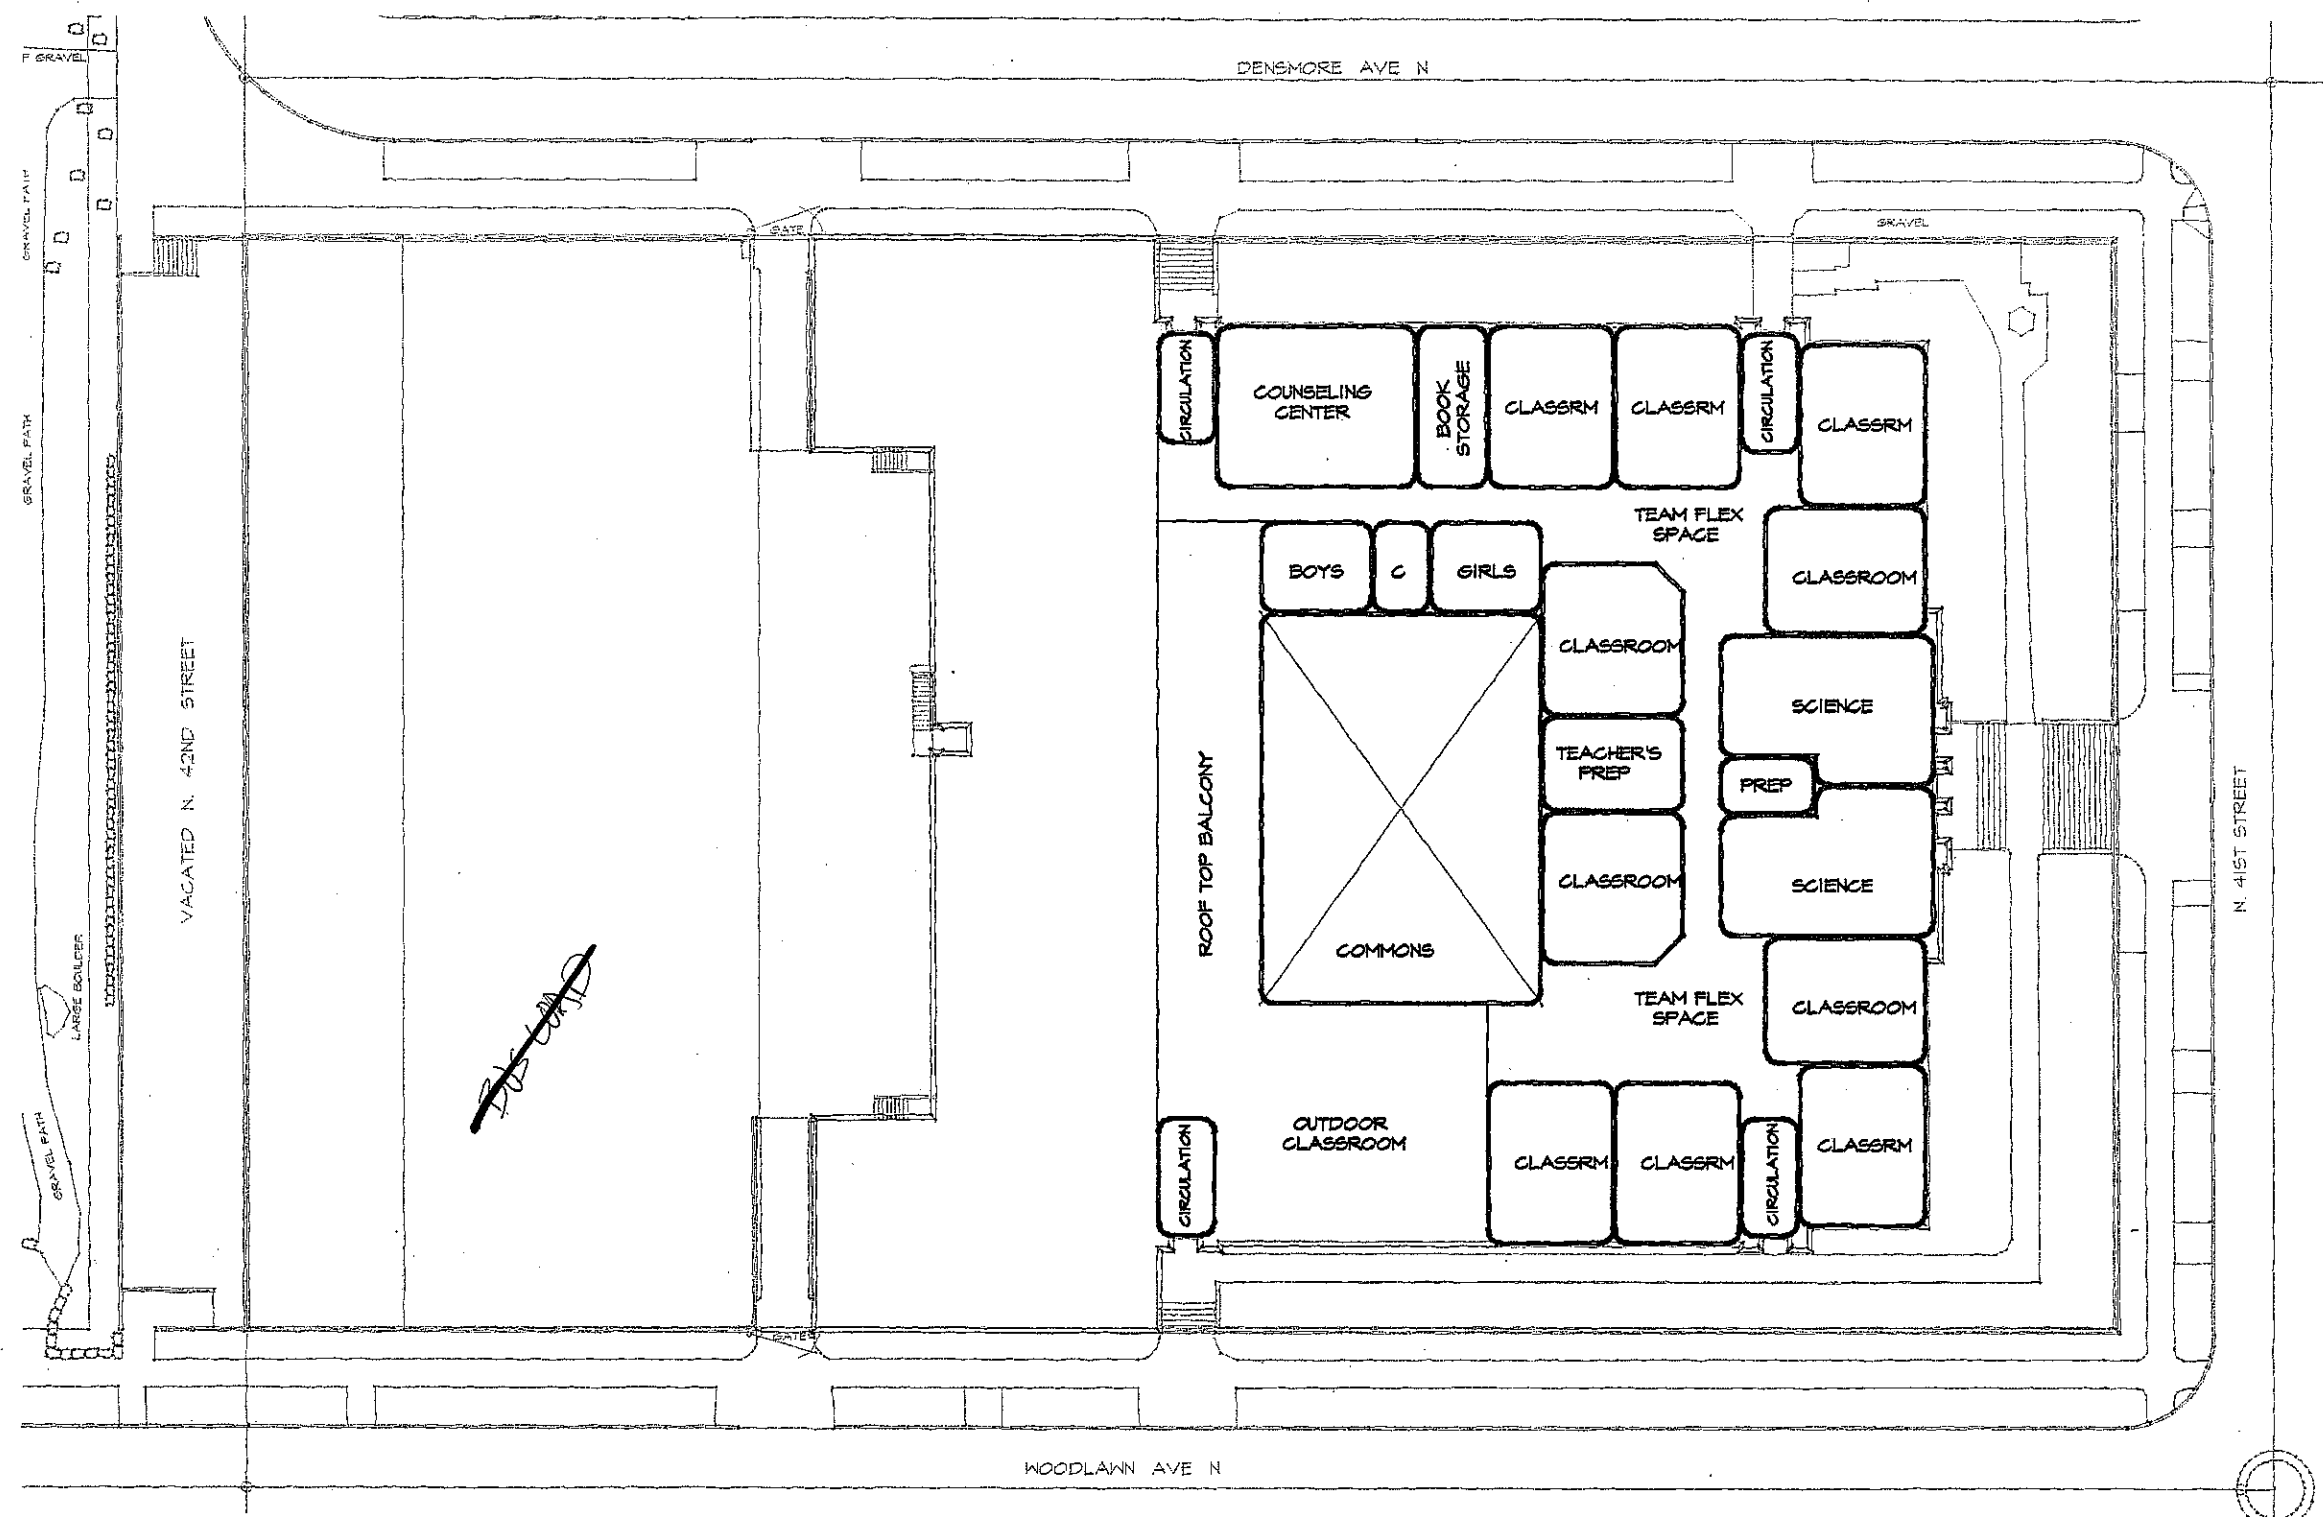 DENSMORE AVE N
F GRAVEL
GRAVEL PATH
GRAVEL PATH
GATE
GRAVEL
CIRCULATION
COUNSELING
CENTER
BOOK
STORAGE
CLASSRM
CLASSRM
CIRCULATION
CLASSRM
TEAM FLEX
SPACE
BOYS
C
GIRLS
CLASSROOM
CLASSROOM
SCIENCE
TEACHER'S
PREP
PREP
VACATED N. 42ND STREET
ROOF TOP BALCONY
N. 41ST STREET
CLASSROOM
SCIENCE
COMMONS
LARGE BOULDER
BUS LOAD
TEAM FLEX
SPACE
CLASSROOM
OUTDOOR
CLASSROOM
GRAVEL PATH
CIRCULATION
CLASSRM
CLASSRM
CIRCULATION
CLASSRM
GATE
WOODLAWN AVE N